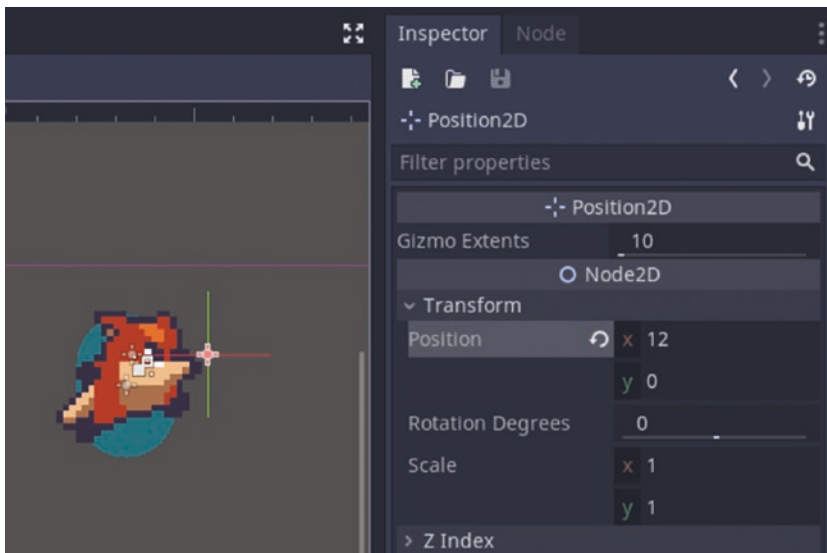 Inspector Node
Position2D
Filter properties
Position2D
Gizmo Extents 10
Node2D
Transform
Position x 12
y 0
Rotation Degrees 0
Scale x 1
y 1
Z Index